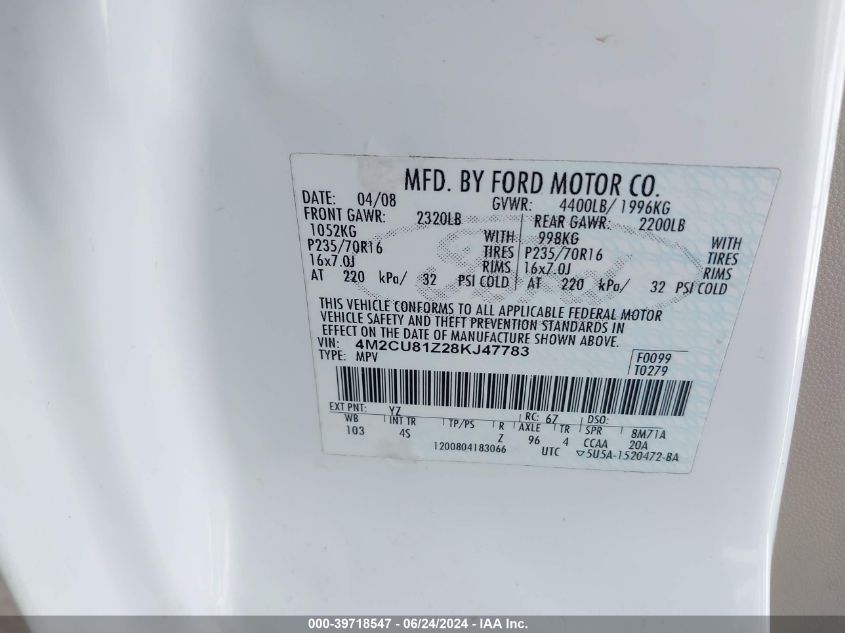 MFD. BY FORD MOTOR CO.
DATE: 04/08 GVWR: 4400LB/ 1996KG
FRONT GAWR: 2320LB REAR GAWR: 2200LB
1052KG WITH 998KG WITH
P235/70R16 TIRES P235/70R16 TIRES
16x7.0J RIMS 16x7.0J RIMS
AT 220 kPa/ 32 PSI COLD AT 220 kPa/ 32 PSI COLD
THIS VEHICLE CONFORMS TO ALL APPLICABLE FEDERAL MOTOR
VEHICLE SAFETY AND THEFT PREVENTION STANDARDS IN
EFFECT ON THE DATE OF MANUFACTURE SHOWN ABOVE.
VIN: 4M2CU81Z28KJ47783 F0099
TYPE: MPV T0279
EXT PNT: YZ RC: 67 DSO:
WB INT TR TP/PS R AXLE TR SPR 8M71A
103 4S Z 96 4 CCAA 20A
1200804183066 UTC ▽5U5A-1520472-BA
000-39718547 - 06/24/2024 - IAA Inc.